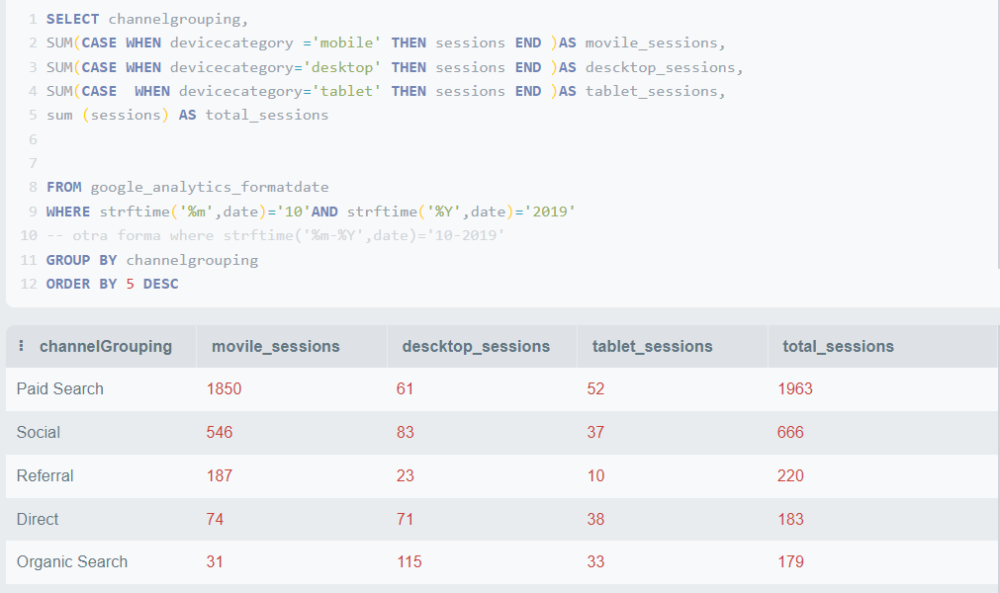 1 SELECT channelgrouping,
2 SUM(CASE WHEN devicecategory ='mobile' THEN sessions END )AS movile_sessions,
3 SUM(CASE WHEN devicecategory='desktop' THEN sessions END )AS descktop_sessions,
4 SUM(CASE  WHEN devicecategory='tablet' THEN sessions END )AS tablet_sessions,
5 sum (sessions) AS total_sessions
6
7
8 FROM google_analytics_formatdate
9 WHERE strftime('%m',date)='10'AND strftime('%Y',date)='2019'
10 -- otra forma where strftime('%m-%Y',date)='10-2019'
11 GROUP BY channelgrouping
12 ORDER BY 5 DESC
channelGrouping movile_sessions descktop_sessions tablet_sessions total_sessions
Paid Search 1850 61 52 1963
Social 546 83 37 666
Referral 187 23 10 220
Direct 74 71 38 183
Organic Search 31 115 33 179